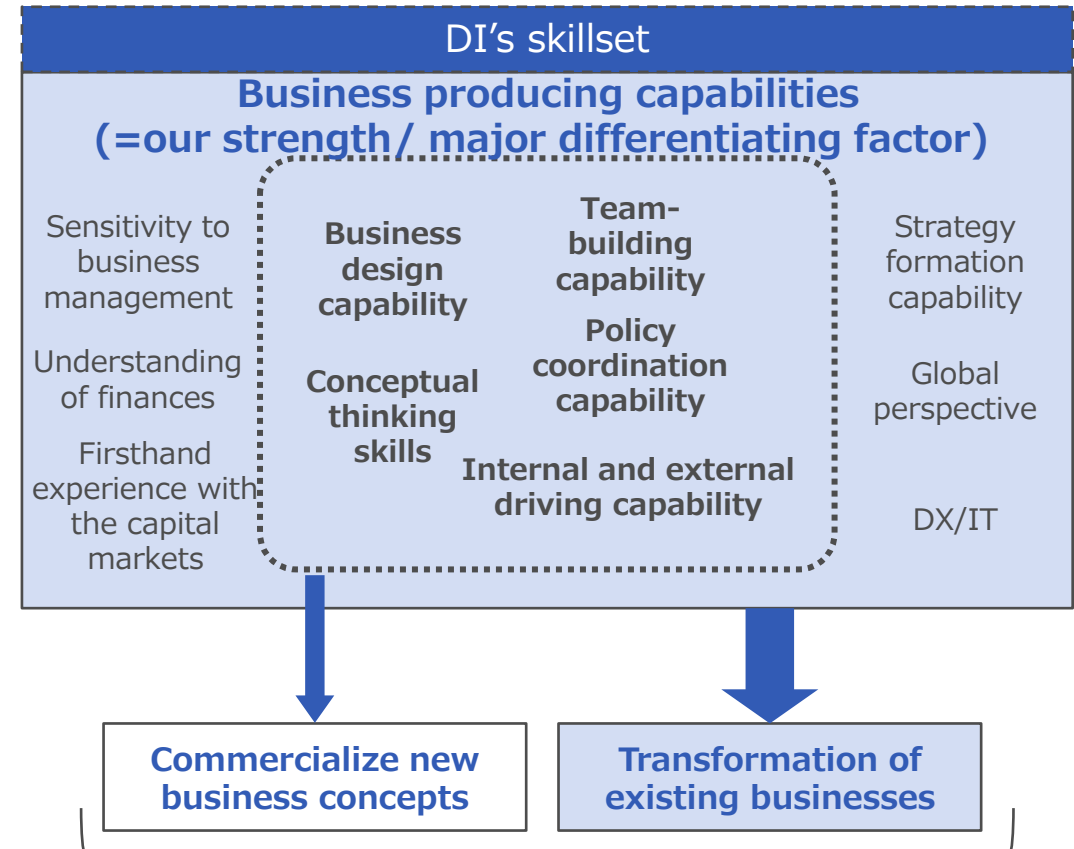 DI’s skillset
Business producing capabilities
(=our strength/ major differentiating factor)
Sensitivity to
business
management
Understanding
of finances
Firsthand
experience with
the capital
markets
Business
design
capability
Conceptual
thinking
skills
Team-
building
capability
Policy
coordination
capability
Internal and external
driving capability
Strategy
formation
capability
Global
perspective
DX/IT
Commercialize new
business concepts
Transformation of
existing businesses